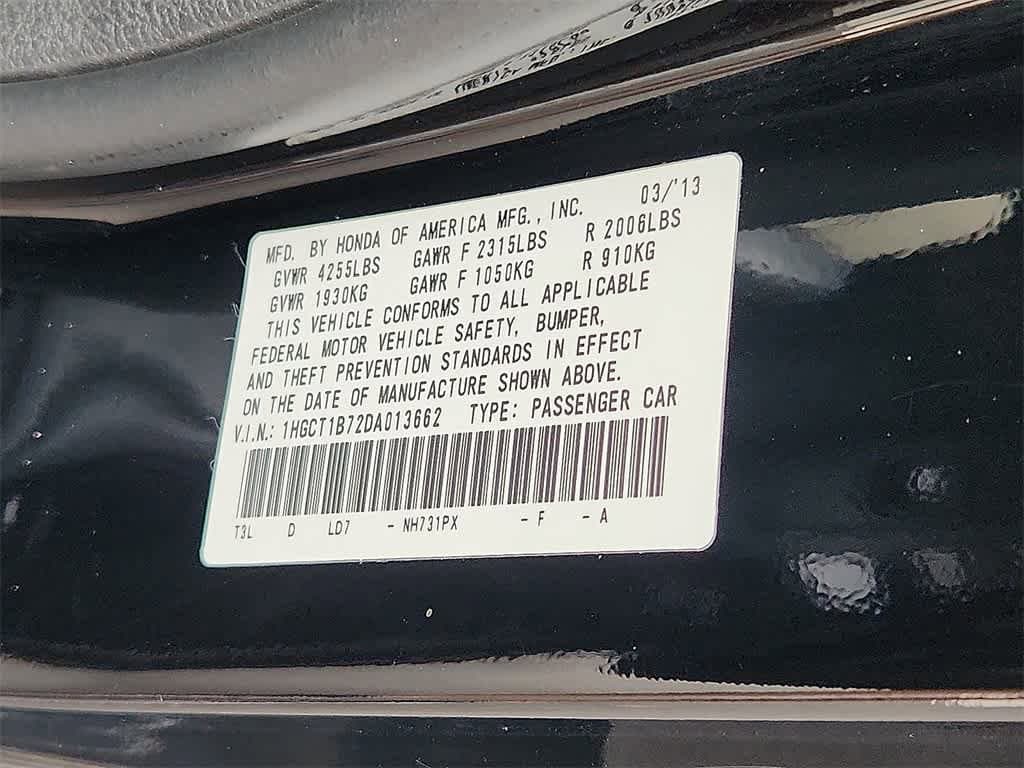 MFD. BY HONDA OF AMERICA MFG., INC. 03/'13
GVWR 4255LBS GAWR F 2315LBS R 2006LBS
GVWR 1930KG GAWR F 1050KG R 910KG
THIS VEHICLE CONFORMS TO ALL APPLICABLE
FEDERAL MOTOR VEHICLE SAFETY, BUMPER,
AND THEFT PREVENTION STANDARDS IN EFFECT
ON THE DATE OF MANUFACTURE SHOWN ABOVE.
V.I.N.: 1HGCT1B72DA013662 TYPE: PASSENGER CAR
T3L D LD7 - NH731PX - F - A